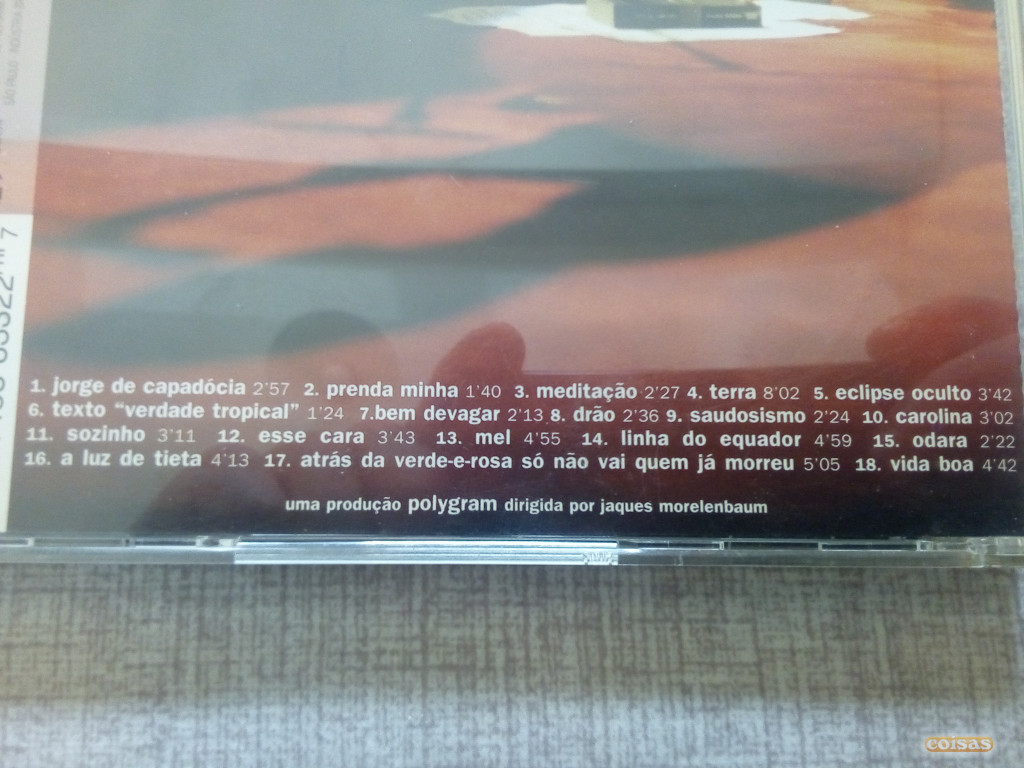 1. jorge de capadócia 2'57 2. prenda minha 1'40 3. meditação 2'27 4. terra 8'02 5. eclipse oculto 3'42
6. texto "verdade tropical" 1'24 7.bem devagar 2'13 8. drão 2'36 9. saudosismo 2'24 10. carolina 3'02
11. sozinho 3'11 12. esse cara 3'43 13. mel 4'55 14. linha do equador 4'59 15. odara 2'22
16. a luz de tieta 4'13 17. atrás da verde-e-rosa só não vai quem já morreu 5'05 18. vida boa 4'42
uma produção polygram dirigida por jaques morelenbaum
coisas